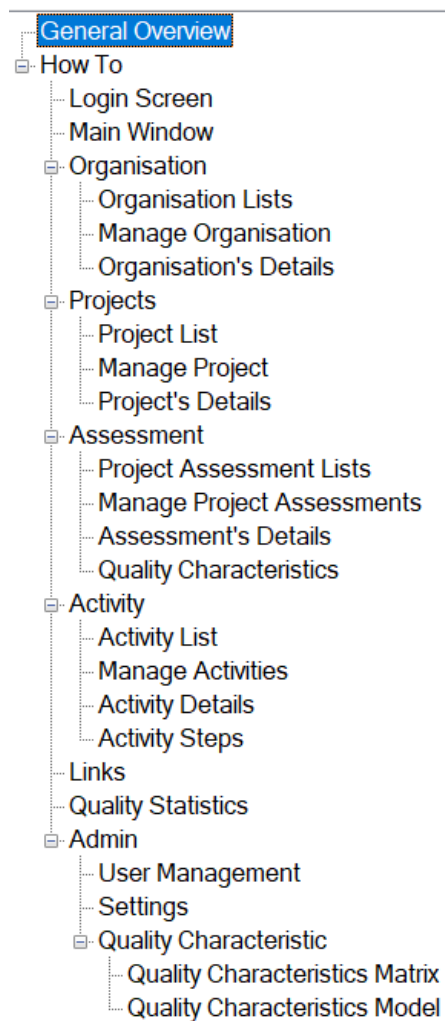 General Overview
How To
Login Screen
Main Window
Organisation
Organisation Lists
Manage Organisation
Organisation's Details
Projects
Project List
Manage Project
Project's Details
Assessment
Project Assessment Lists
Manage Project Assessments
Assessment's Details
Quality Characteristics
Activity
Activity List
Manage Activities
Activity Details
Activity Steps
Links
Quality Statistics
Admin
User Management
Settings
Quality Characteristic
Quality Characteristics Matrix
Quality Characteristics Model